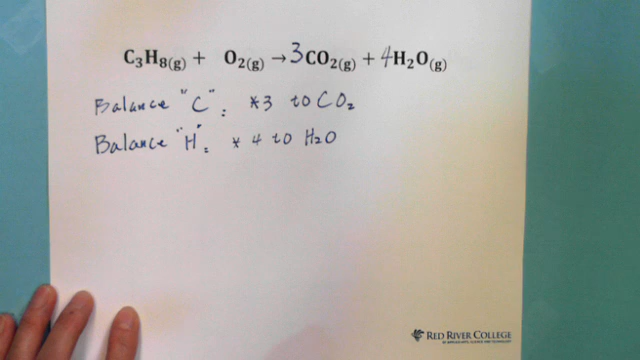 C₃H₈(g) + O₂(g) → 3CO₂(g) + 4H₂O(g)
Balance "C": *3 to CO₂
Balance "H": * 4 to H₂O
RED RIVER COLLEGE